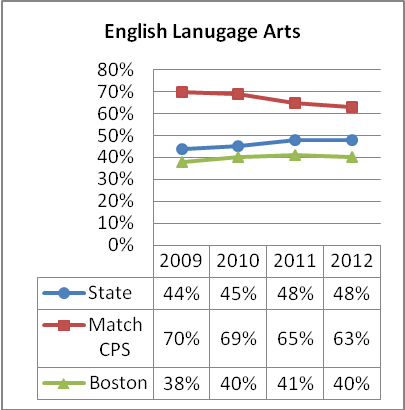 English Lanugage Arts
80%
70%
60%
50%
40%
30%
20%
10%
0%
2009 2010 2011 2012
State 44% 45% 48% 48%
Match
CPS 70% 69% 65% 63%
Boston 38% 40% 41% 40%